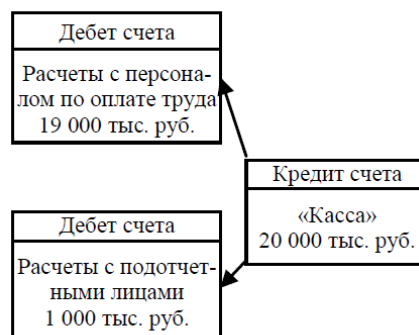 Дебет счета
Расчеты с персона-
лом по оплате труда
19 000 тыс. руб.
Кредит счета
«Касса»
20 000 тыс. руб.
Дебет счета
Расчеты с подотчет-
ными лицами
1 000 тыс. руб.